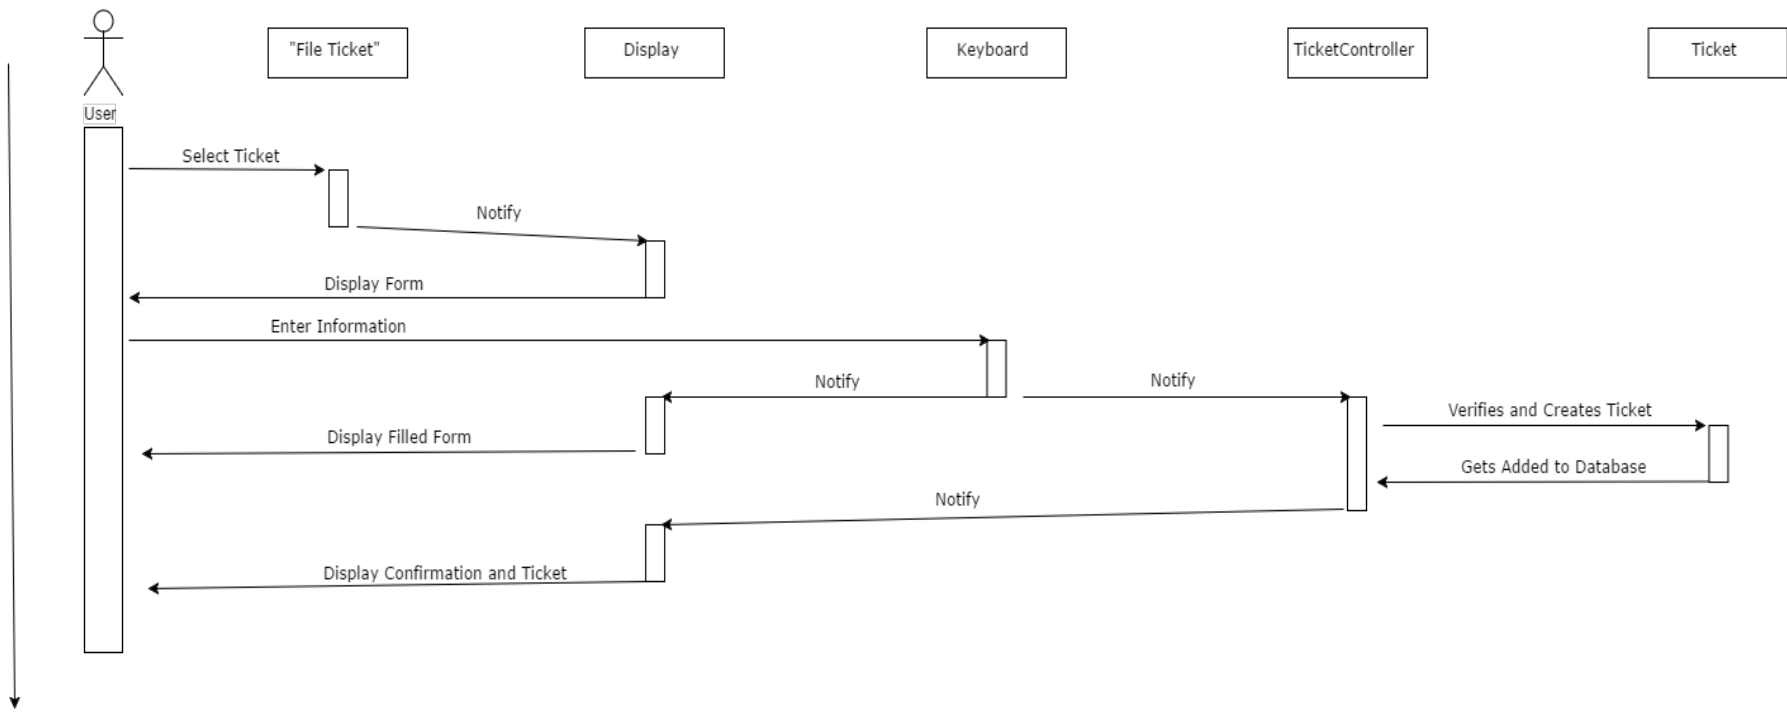 "File Ticket"
Display
Keyboard
TicketController
Ticket
User
Select Ticket
Notify
Display Form
Enter Information
Notify
Notify
Verifies and Creates Ticket
Display Filled Form
Gets Added to Database
Notify
Display Confirmation and Ticket